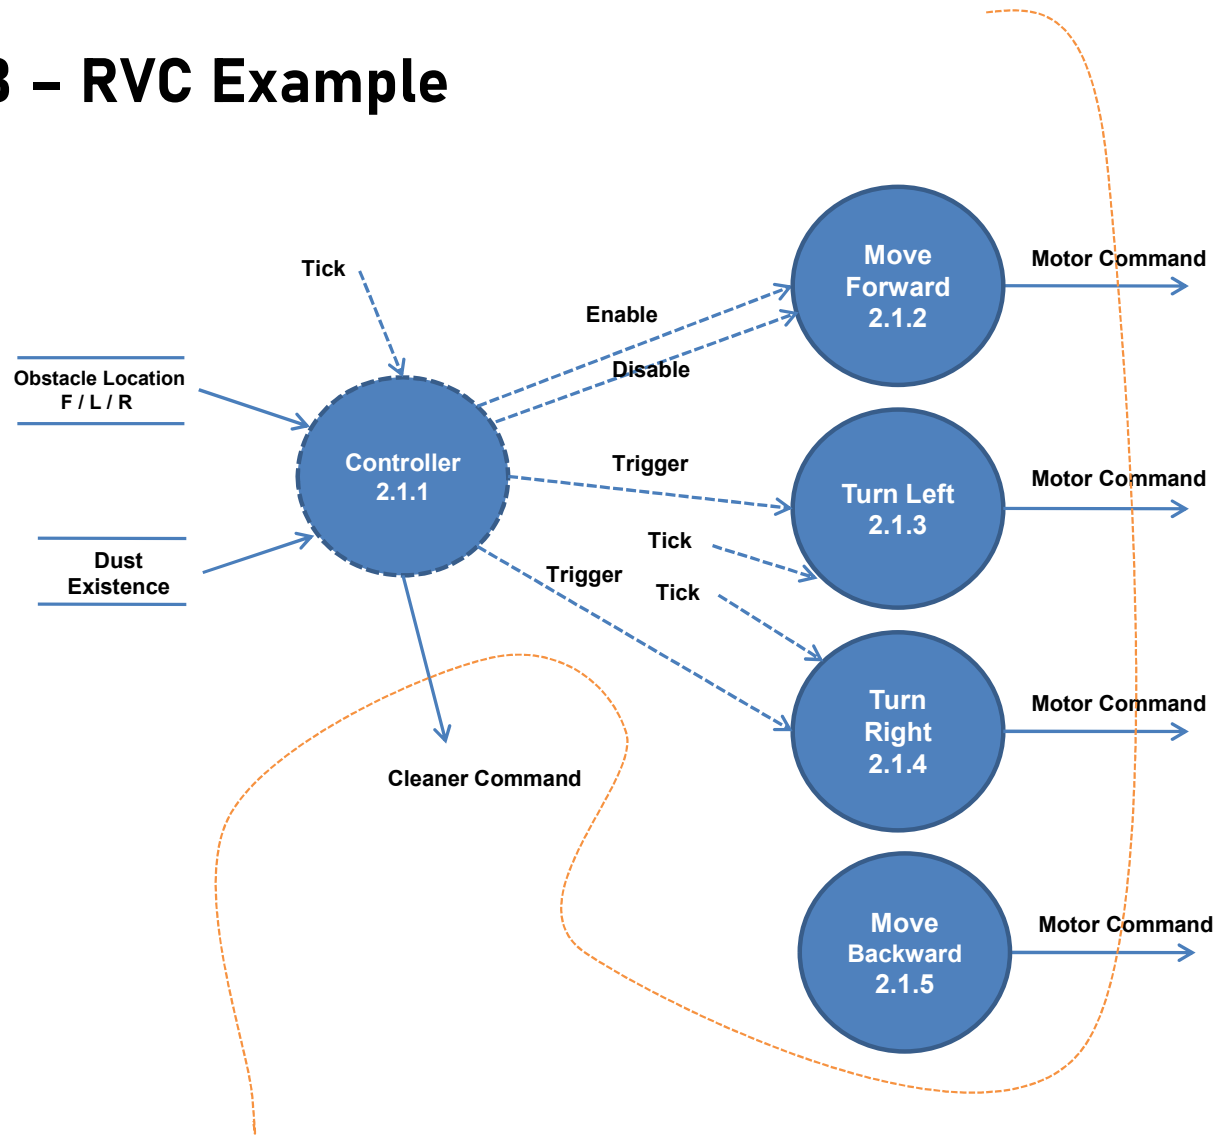 – RVC Example
Tick
Obstacle Location
F / L / R
Dust
Existence
Controller
2.1.1
Enable
Disable
Trigger
Tick
Trigger
Tick
Cleaner Command
Move
Forward
2.1.2
Motor Command
Turn Left
2.1.3
Motor Command
Turn
Right
2.1.4
Motor Command
Move
Backward
2.1.5
Motor Command